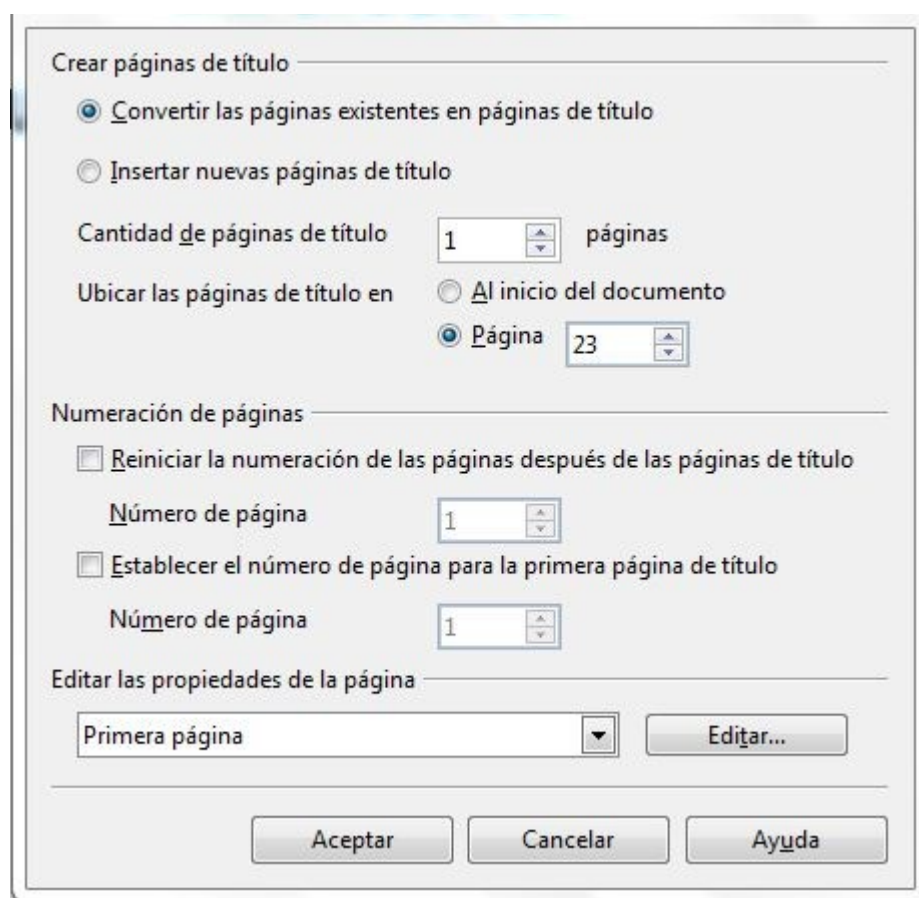 Crear páginas de título
Convertir las páginas existentes en páginas de título
Insertar nuevas páginas de título
Cantidad de páginas de título 1 páginas
Ubicar las páginas de título en Al inicio del documento
Página 23
Numeración de páginas
Reiniciar la numeración de las páginas después de las páginas de título
Número de página 1
Establecer el número de página para la primera página de título
Número de página 1
Editar las propiedades de la página
Primera página Editar...
Aceptar Cancelar Ayuda